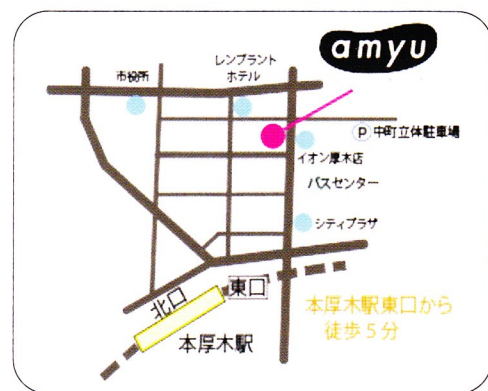 amyu
レンブラント
ホテル
市役所
P 中町立体駐車場
イオン厚木店
バスセンター
シティプラザ
東口
北口
本厚木駅
本厚木駅東口から
徒歩５分